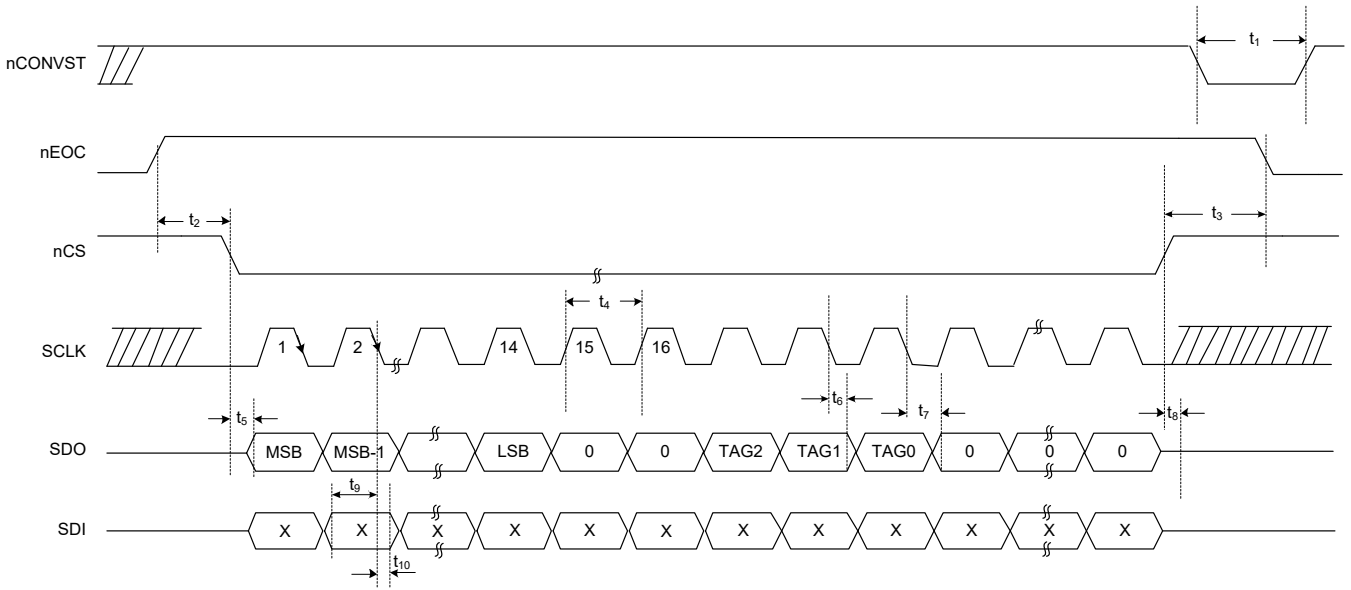 t1
nCONVST
nEOC
t2
t3
nCS
t4
SCLK 1 2 14 15 16
t5 t6 t7 t8
SDO MSB MSB-1 LSB 0 0 TAG2 TAG1 TAG0 0 0 0
t9
SDI X X X X X X X X X X X X
t10